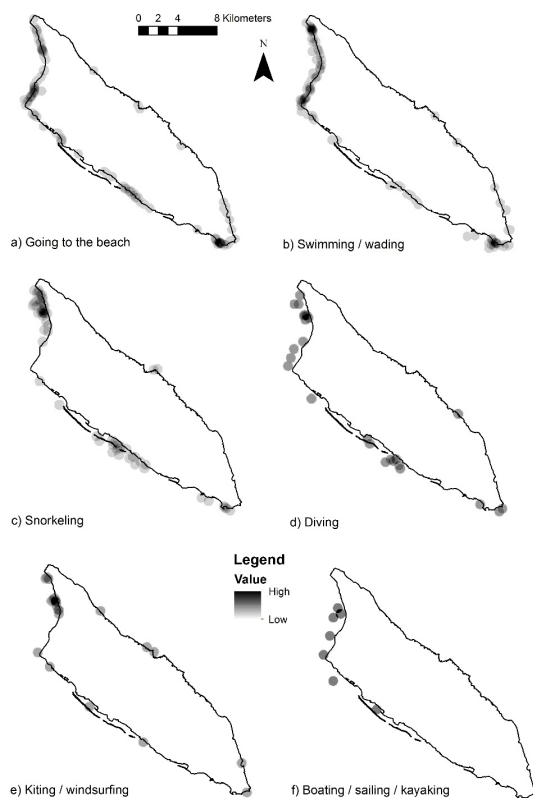 0 2 4 8 Kilometers
N
a) Going to the beach
b) Swimming / wading
c) Snorkeling
d) Diving
Legend
Value
High
Low
e) Kiting / windsurfing
f) Boating / sailing / kayaking